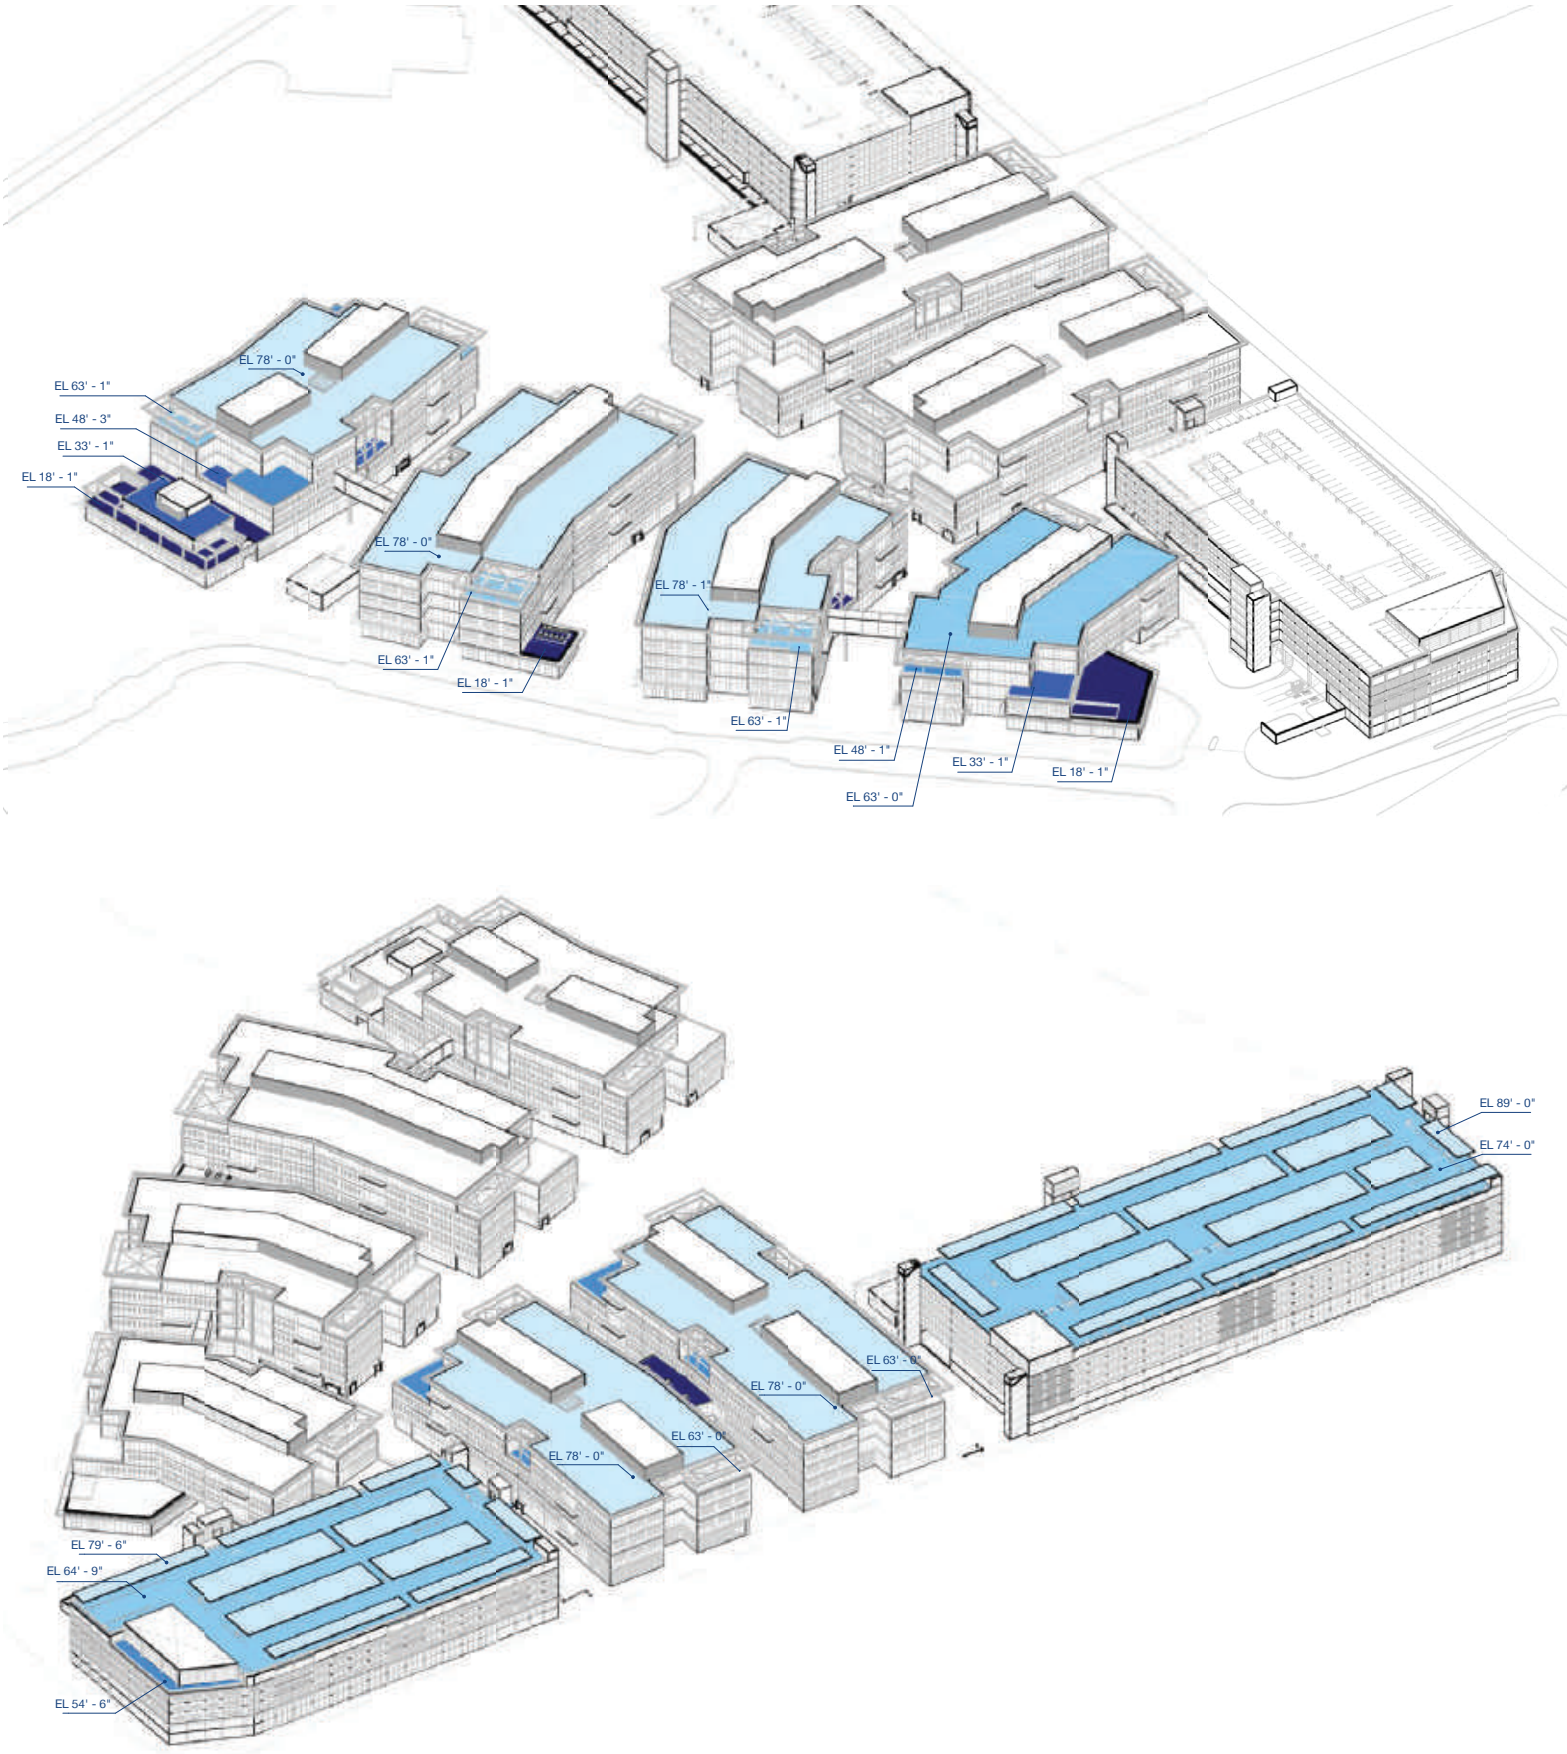 EL 78' - 0"
EL 63' - 1"
EL 48' - 3"
EL 33' - 1"
EL 18' - 1"
EL 78' - 0"
EL 78' - 1"
EL 63' - 1"
EL 18' - 1"
EL 63' - 1"
EL 48' - 1"
EL 33' - 1"
EL 18' - 1"
EL 63' - 0"
EL 89' - 0"
EL 74' - 0"
EL 63' - 0"
EL 78' - 0"
EL 63' - 0"
EL 78' - 0"
EL 79' - 6"
EL 64' - 9"
EL 54' - 6"